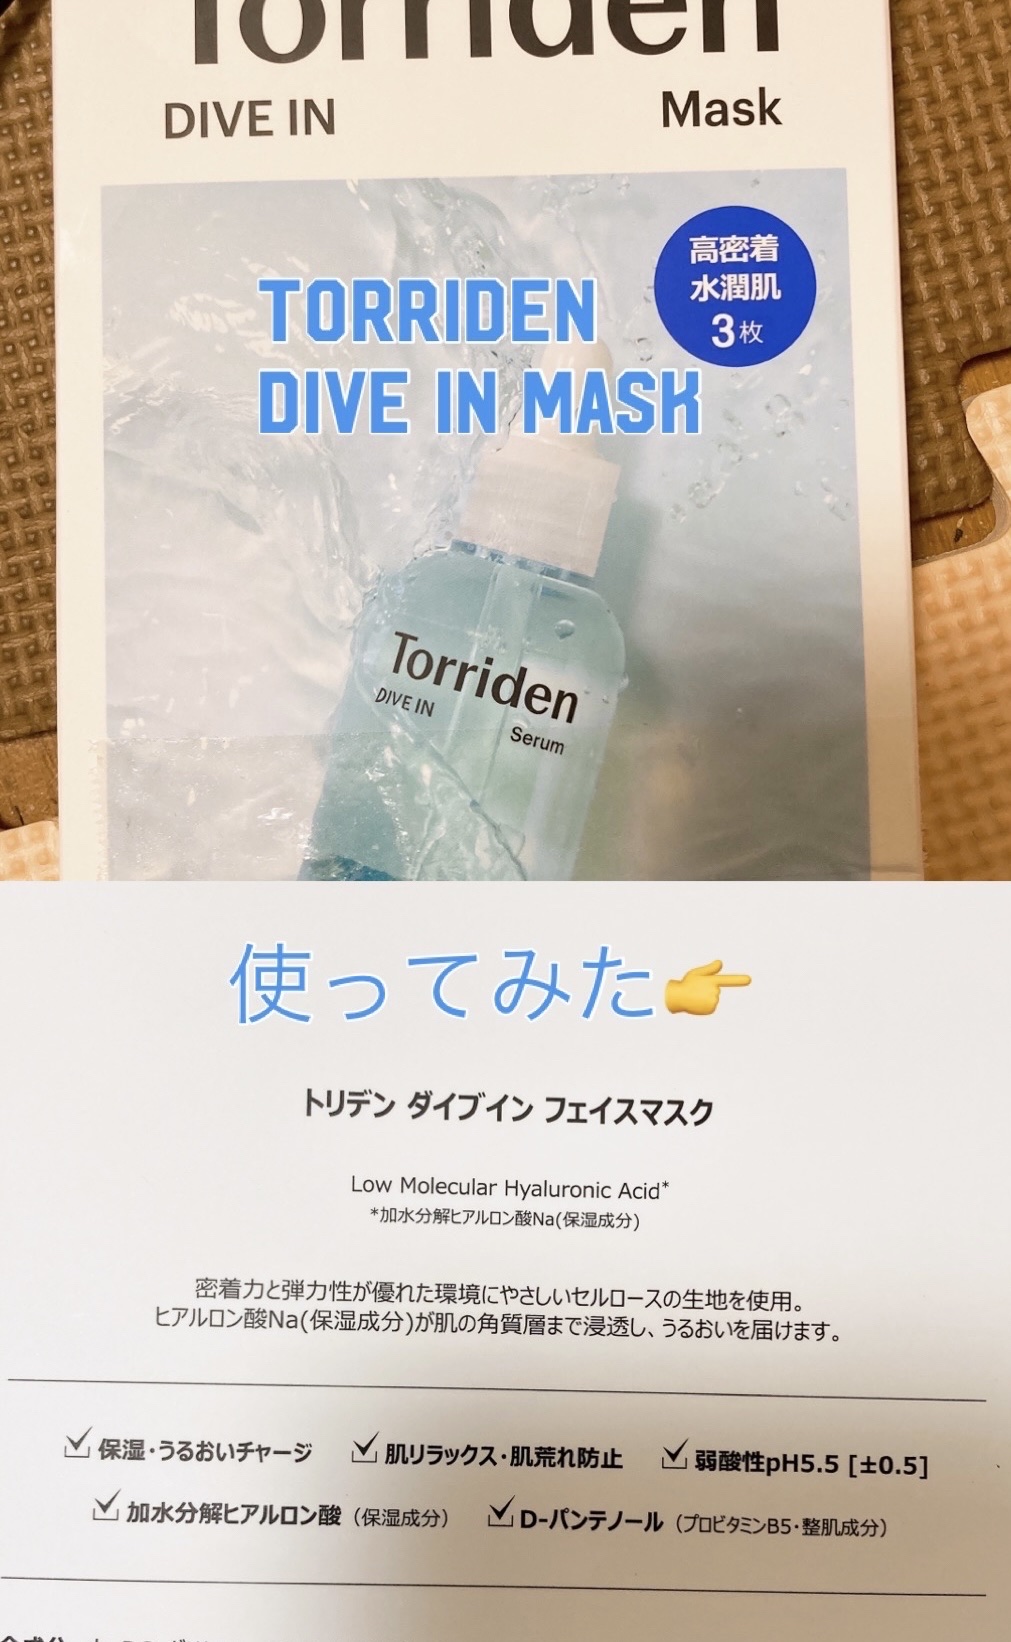 Torriden
DIVE IN
Mask
高密着
水潤肌
3枚
TORRIDEN
DIVE IN MASK
Torriden
DIVE IN
Serum
使ってみた👉
トリデン ダイブイン フェイスマスク
Low Molecular Hyaluronic Acid*
*加水分解ヒアルロン酸Na(保湿成分)
密着力と弾力性が優れた環境にやさしいセルロースの生地を使用。
ヒアルロン酸Na(保湿成分)が肌の角質層まで浸透し、うるおいを届けます。
保湿・うるおいチャージ 肌リラックス・肌荒れ防止 弱酸性pH5.5 [±0.5]
加水分解ヒアルロン酸（保湿成分） D-パンテノール（プロビタミンB5・整肌成分）